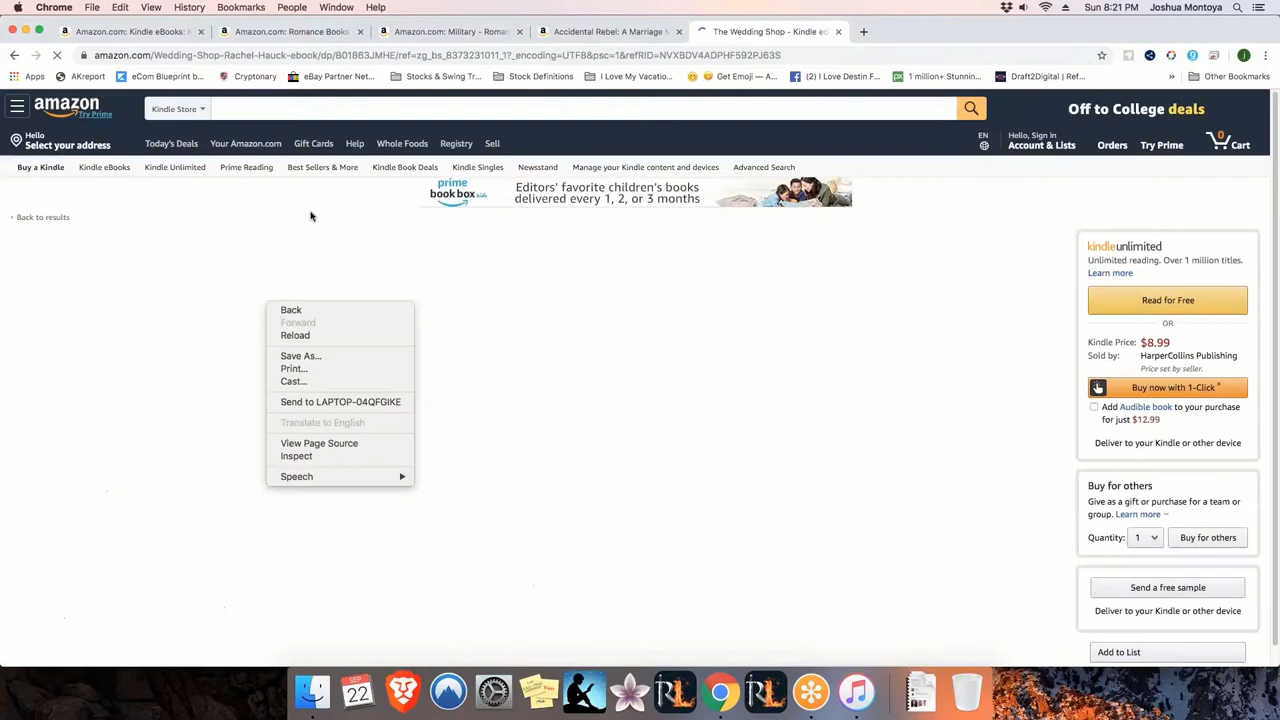 Chrome File Edit View History Bookmarks People Window Help Sun 8:21 PM Joshua Montoya
Amazon.com: Kindle eBooks: K Amazon.com: Romance Books Amazon.com: Military - Roman Accidental Rebel: A Marriage M The Wedding Shop - Kindle ed
amazon.com/Wedding-Shop-Rachel-Hauck-ebook/dp/B01863JMVG/ref=zg_bs_8373231011_1?_encoding=UTF8&psc=1&refRID=NVXBDV4ADPHF592PJ63S
Apps AKreport eCom Blueprint b... Cryptonary eBay Partner Net... Stocks & Swing Tr... Stock Definitions I Love My Vacatio... Get Emoji — A... (2) I Love Destin F... 1 million+ Stunnin... Draft2Digital | Ref... » Other Bookmarks
amazon
Try Prime
Kindle Store
Off to College deals
Hello
Select your address
Today's Deals Your Amazon.com Gift Cards Help Whole Foods Registry Sell
EN
Hello, Sign in
Account & Lists Orders Try Prime 0 Cart
Buy a Kindle Kindle eBooks Kindle Unlimited Prime Reading Best Sellers & More Kindle Book Deals Kindle Singles Newsstand Manage your Kindle content and devices Advanced Search
prime
book box kids
Editors' favorite children's books
delivered every 1, 2, or 3 months
‹ Back to results
Back
Forward
Reload
Save As...
Print...
Cast...
Send to LAPTOP-04QFGIKE
Translate to English
View Page Source
Inspect
Speech
kindleunlimited
Unlimited reading. Over 1 million titles.
Learn more
Read for Free
OR
Kindle Price: $8.99
Sold by: HarperCollins Publishing
Price set by seller.
Buy now with 1-Click ®
Add Audible book to your purchase
for just $12.99
Deliver to your Kindle or other device
Buy for others
Give as a gift or purchase for a team or
group. Learn more
Quantity: 1 Buy for others
Send a free sample
Deliver to your Kindle or other device
Add to List
SEP
22
RL
RL